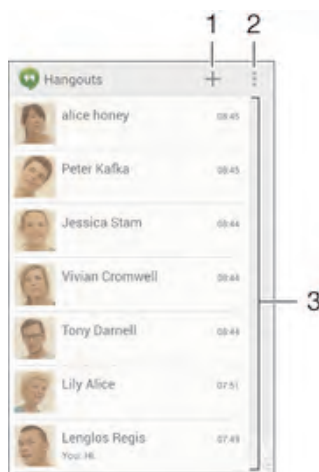 1 2
Hangouts
alice honey 08:45
Peter Kafka 08:45
Jessica Stam 08:44
Vivian Cromwell 08:44
3
Tony Darnell 08:44
Lily Alice 07:51
Lenglos Regis 07:49
You: Hi.